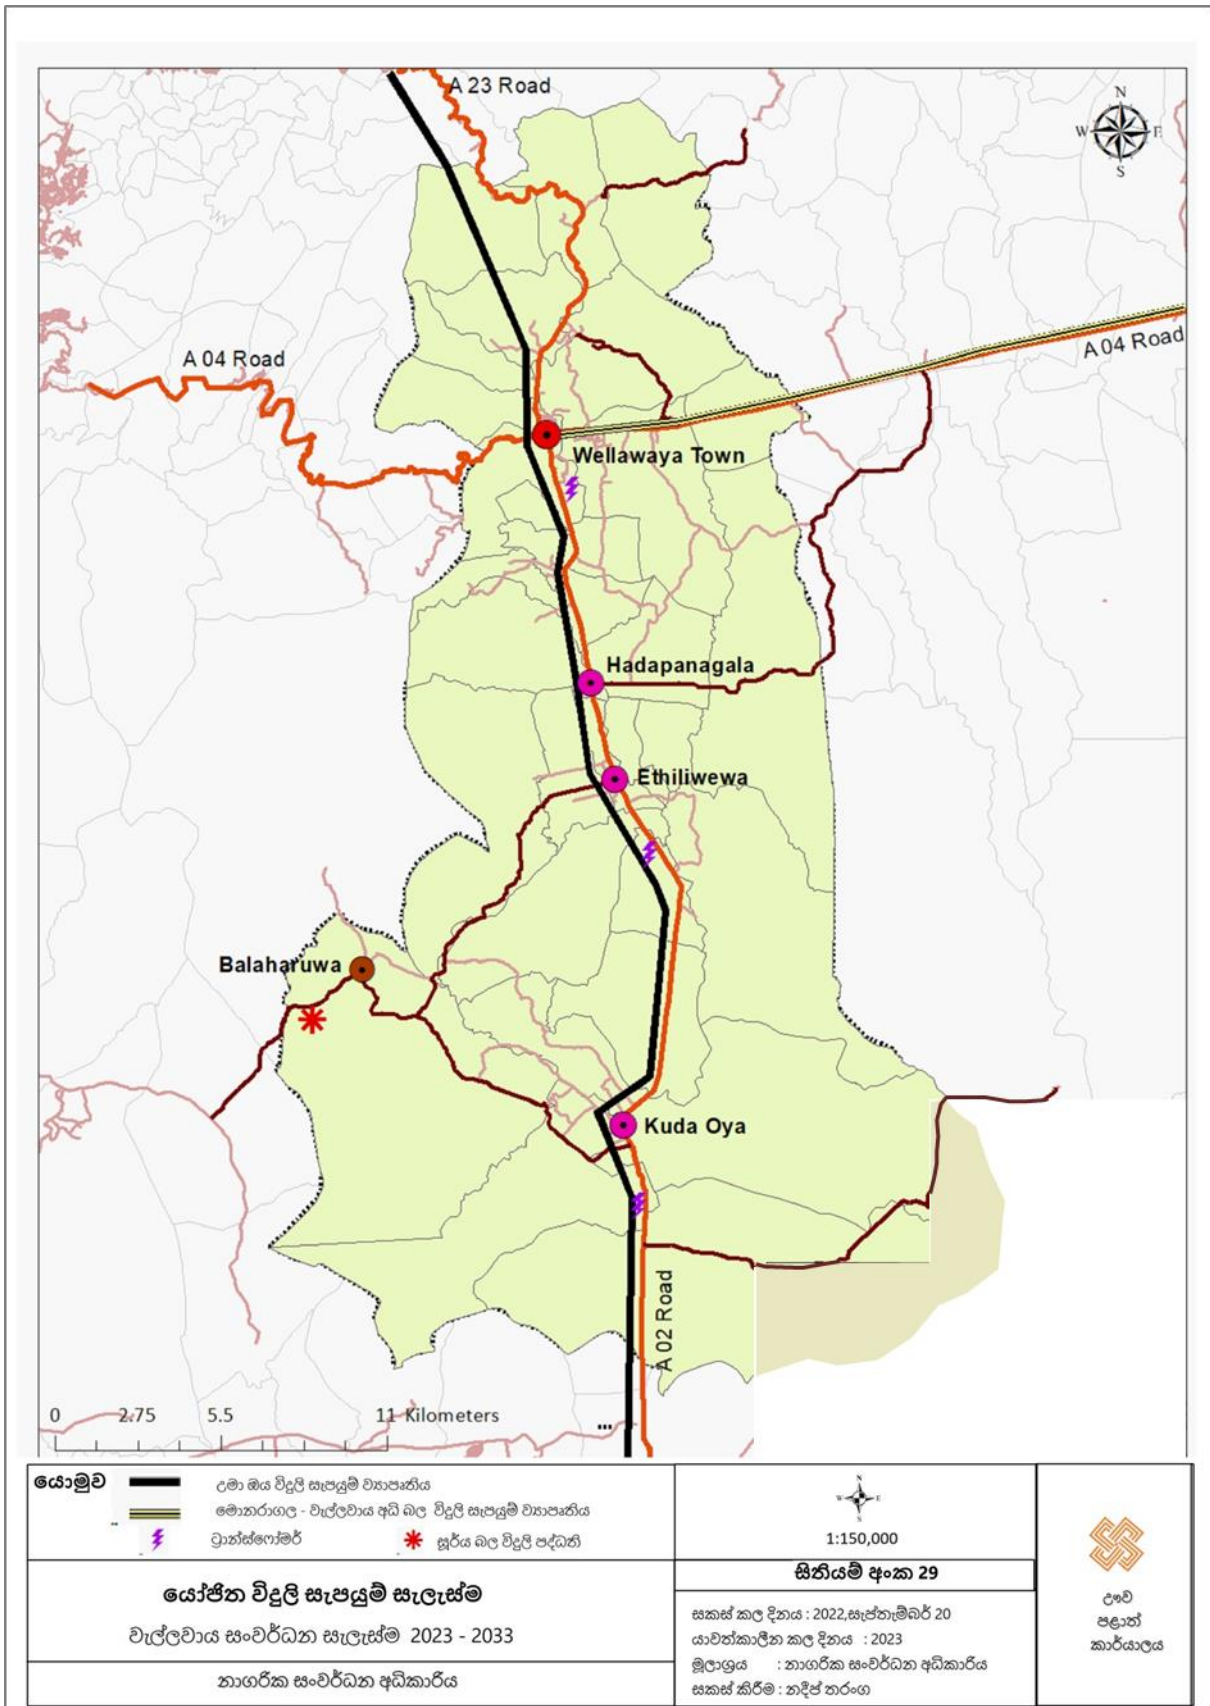 A 23 Road
N
W E
S
A 04 Road
A 04 Road
Wellawaya Town
Hadapanagala
Ethiliwewa
Balaharuwa
Kuda Oya
A 02 Road
0 2.75 5.5 11 Kilometers
යොමුව
උමා ඔය විදුලි සැපයුම් ව්‍යාපෘතිය
මොනරාගල - වැල්ලවාය අධි බල විදුලි සැපයුම් ව්‍යාපෘතිය
ට්‍රාන්ස්ෆෝමර්
සූර්ය බල විදුලි පද්ධති
යෝජිත විදුලි සැපයුම් සැලැස්ම
වැල්ලවාය සංවර්ධන සැලැස්ම 2023 - 2033
නාගරික සංවර්ධන අධිකාරිය
N
W E
S
1:150,000
සිතියම් අංක 29
සකස් කල දිනය : 2022,සැප්තැම්බර් 20
යාවත්කාලීන කල දිනය : 2023
මූලාශ්‍රය : නාගරික සංවර්ධන අධිකාරිය
සකස් කිරීම : නදීප් තරංග
ඌව
පළාත්
කාර්යාලය